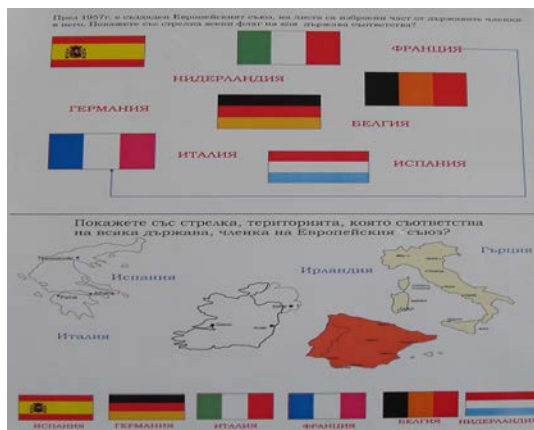 През 1957г. е създаден Европейският съюз, на листа са изброени част от държавите членки
в него. Покажете със стрелка всеки флаг на коя държава съответства?
ФРАНЦИЯ
НИДЕРЛАНДИЯ
ГЕРМАНИЯ
БЕЛГИЯ
ИТАЛИЯ
ИСПАНИЯ
Покажете със стрелка, територията, която съответства
на всяка държава, членка на Европейския съюз?
Гърция
Испания
Ирландия
Италия
ИСПАНИЯ ГЕРМАНИЯ ИТАЛИЯ ФРАНЦИЯ БЕЛГИЯ НИДЕРЛАНДИЯ